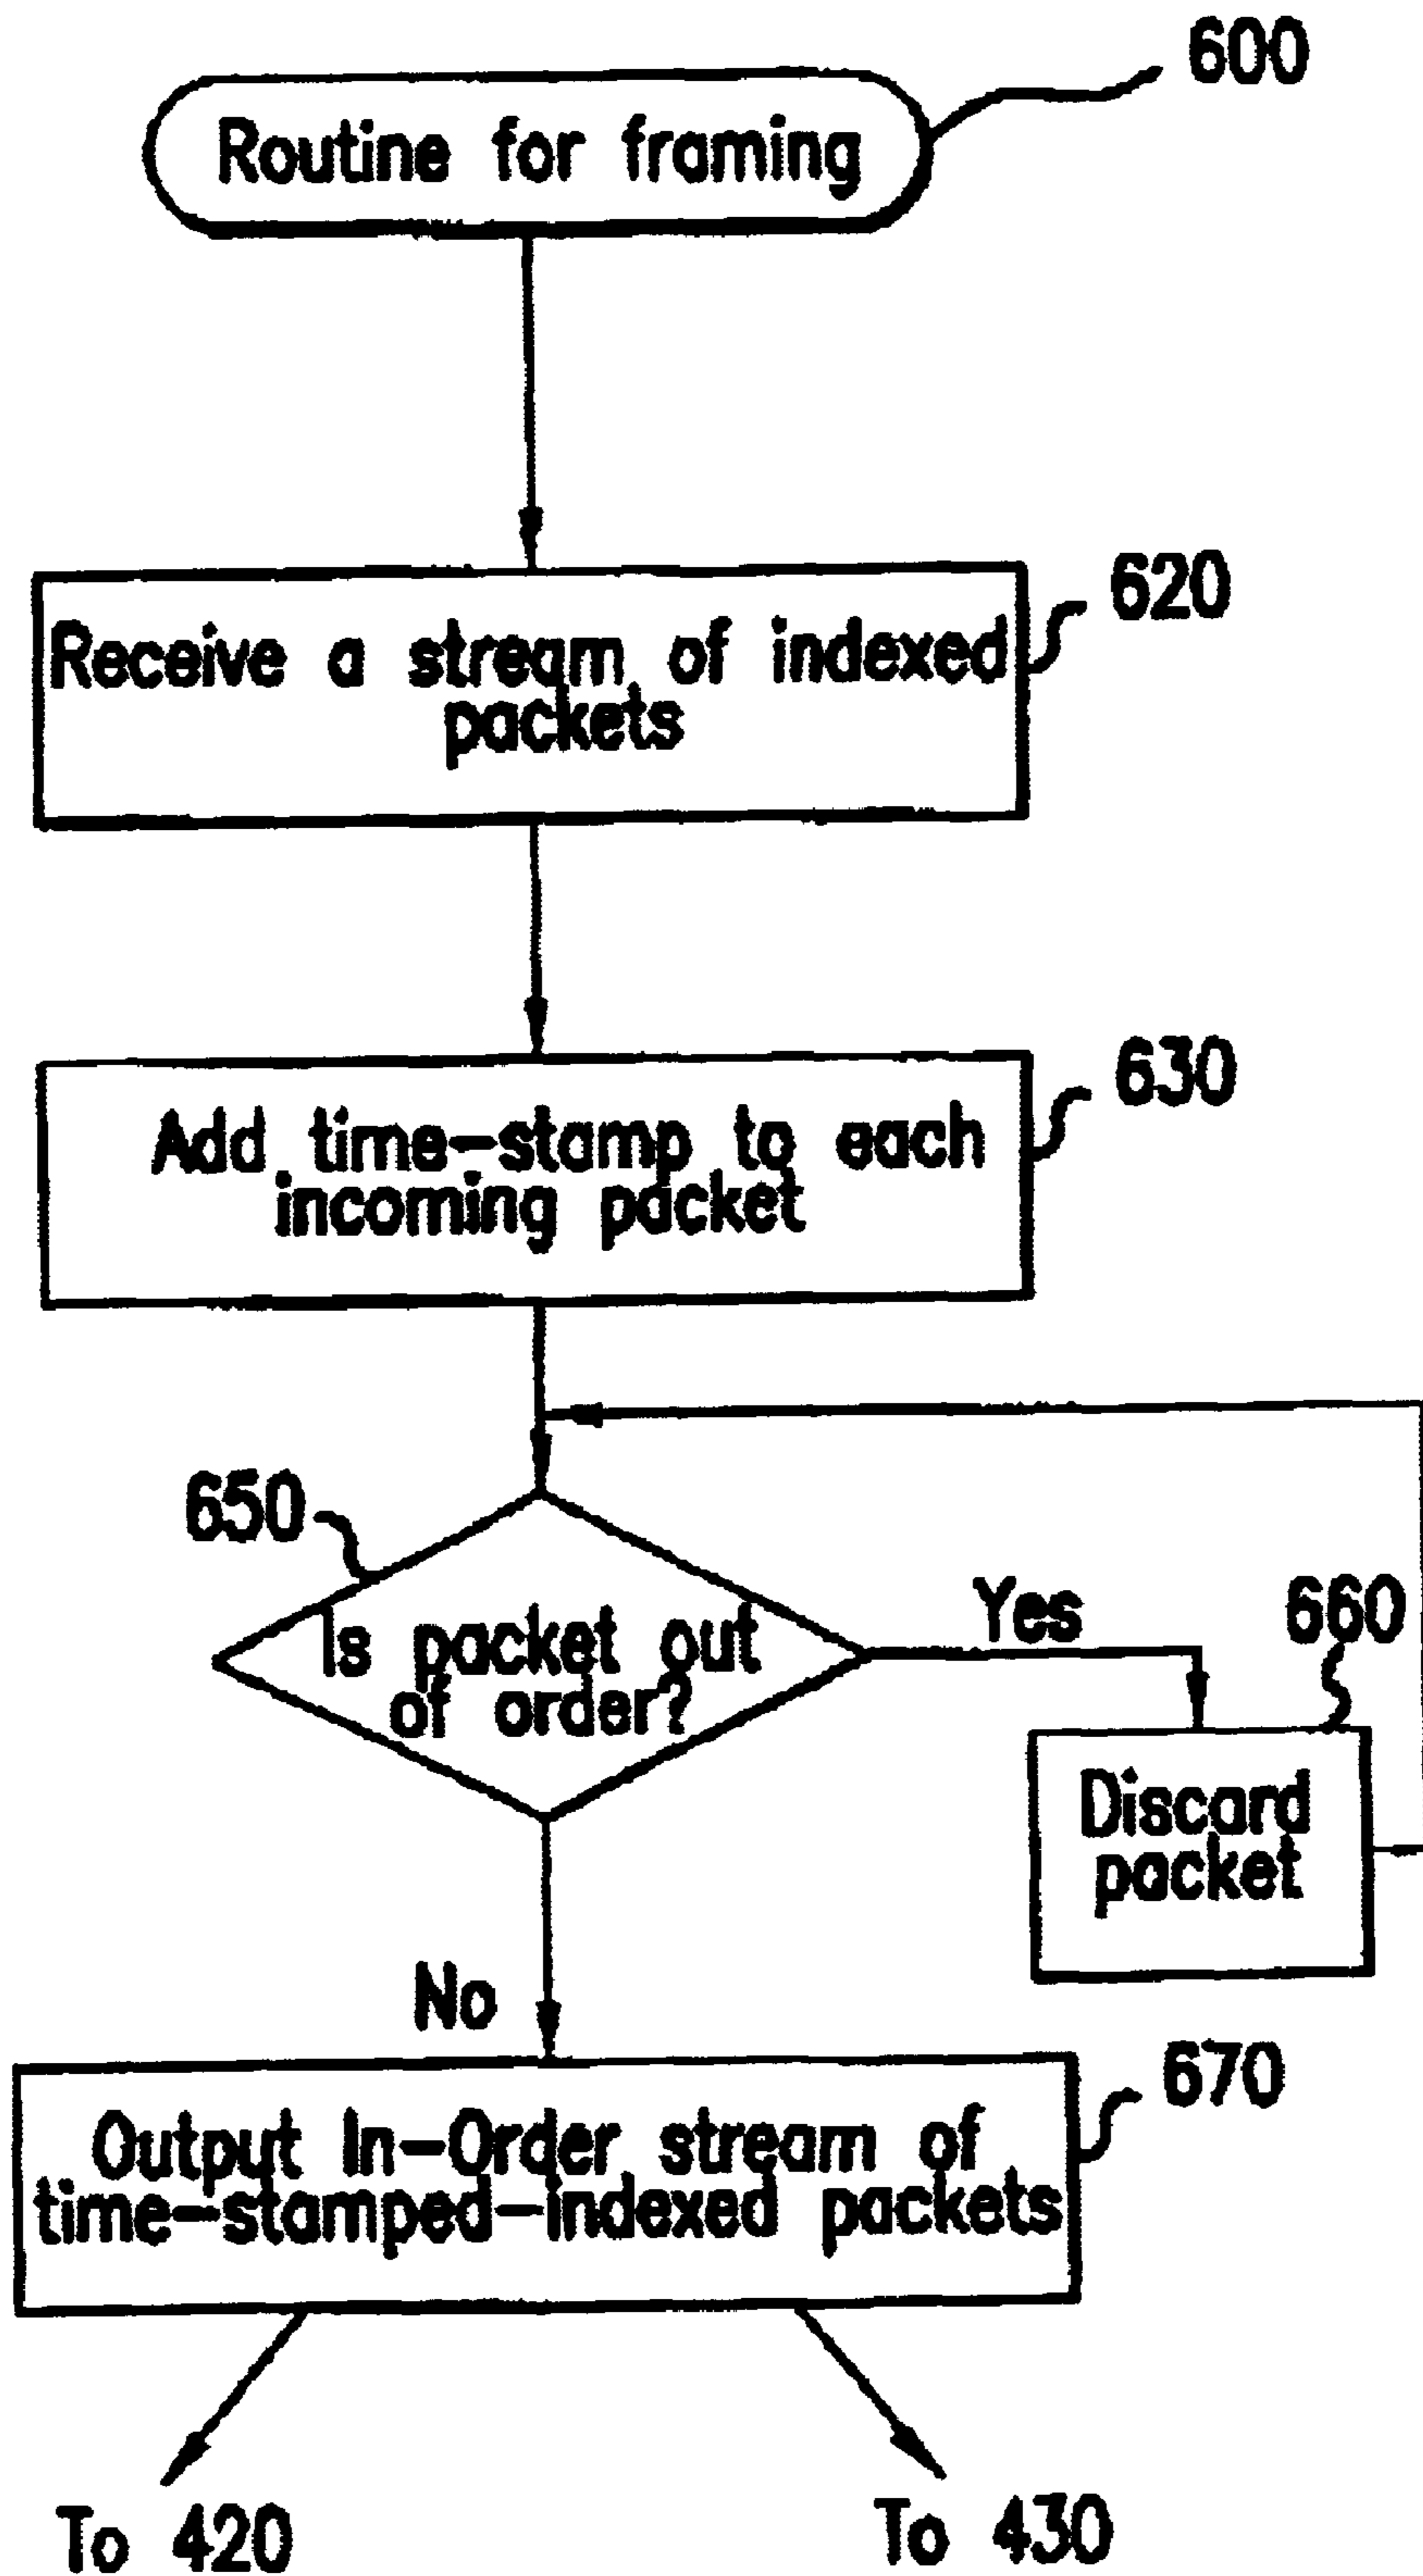 600
Routine for framing
620
Receive a stream of indexed
packets
630
Add time-stamp to each
incoming packet
650
Is packet out
of order?
Yes
660
Discard
packet
No
670
Output In-Order stream of
time-stamped-indexed packets
To 420
To 430